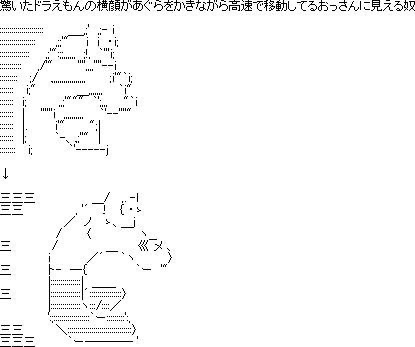 驚いたドラえもんの横顔があぐらをかきながら高速で移動してるおっさんに見える奴
↓